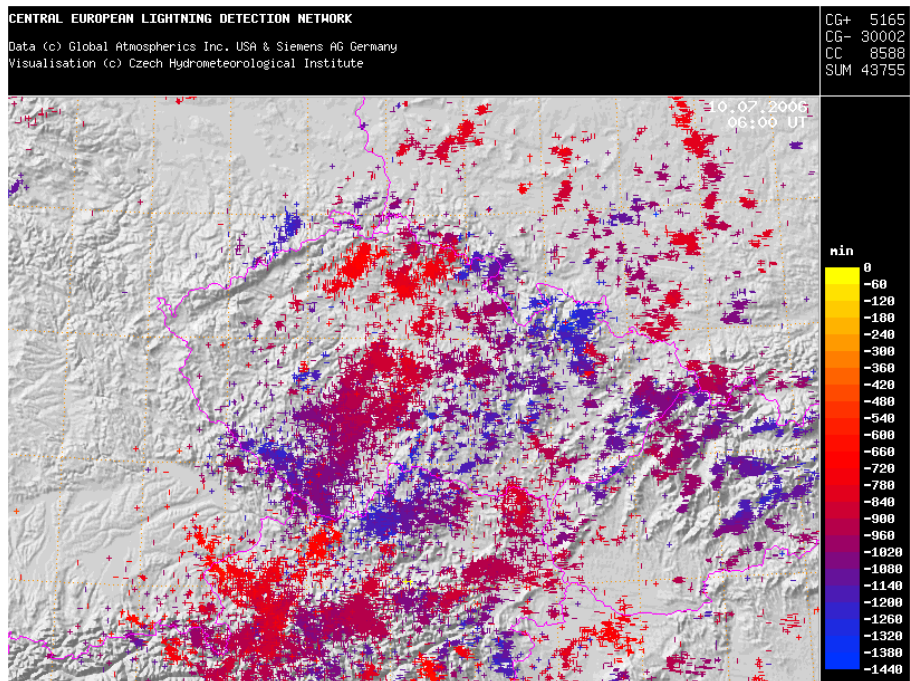 CENTRAL EUROPEAN LIGHTNING DETECTION NETWORK
Data (c) Global Atmospherics Inc. USA & Siemens AG Germany
Visualisation (c) Czech Hydrometeorological Institute
CG+ 5165
CG- 30002
CC 8588
SUM 43755
10.07.2006
06:00 UT
min
0
-60
-120
-180
-240
-300
-360
-420
-480
-540
-600
-660
-720
-780
-840
-900
-960
-1020
-1080
-1140
-1200
-1260
-1320
-1380
-1440